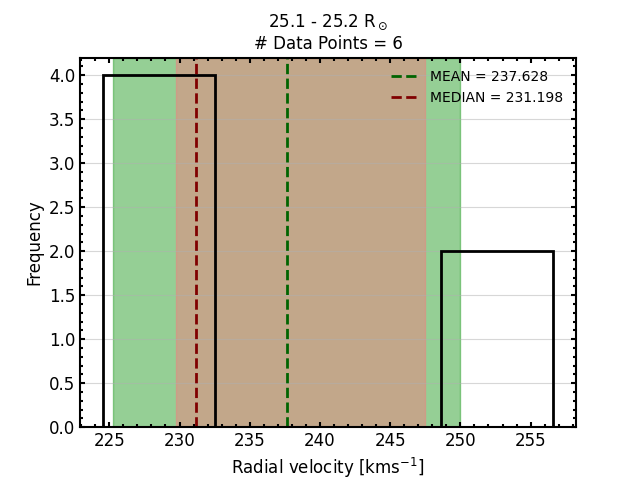 25.1 - 25.2 R⊙
# Data Points = 6
MEAN = 237.628
MEDIAN = 231.198
Frequency
4.0
3.5
3.0
2.5
2.0
1.5
1.0
0.5
0.0
225 230 235 240 245 250 255
Radial velocity [kms⁻¹]